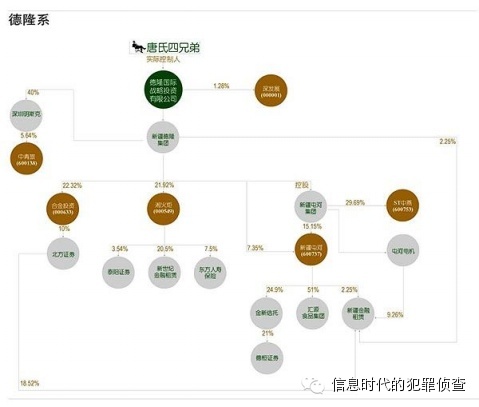 德隆系
唐氏四兄弟
实际控制人
德隆国际
战略投资
有限公司
1.28%
深发展
(000001)
40%
深圳明斯克
5.64%
中青旅
(600138)
新疆德隆
集团
2.25%
22.32%
21.92%
控股
合金投资
(000633)
湘火炬
(000549)
新疆屯河
集团
29.69%
ST中燕
(600753)
10%
15.15%
北方证券
3.54%
20.5%
7.5%
7.35%
新疆屯河
(600737)
屯河电机
泰阳证券
新世纪
金融租赁
东方人寿
保险
24.9%
51%
2.25%
金新信托
汇源
食品集团
新疆金融
租赁
9.26%
21%
德恒证券
18.52%
信息时代的犯罪侦查